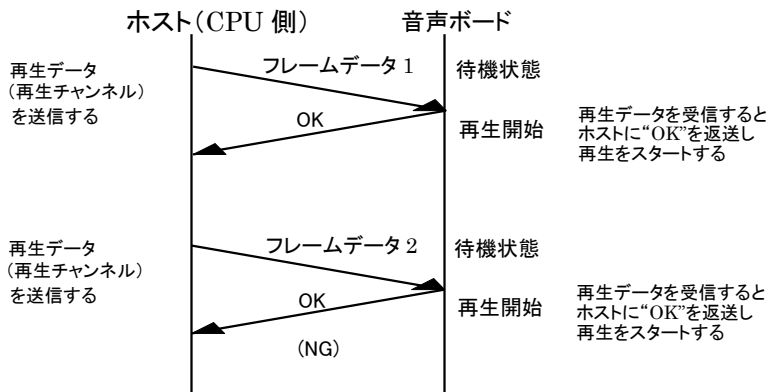 ホスト(CPU 側)
音声ボード
再生データ
(再生チャンネル)
を送信する
フレームデータ 1
待機状態
OK
再生開始
再生データを受信すると
ホストに“OK”を返送し
再生をスタートする
再生データ
(再生チャンネル)
を送信する
フレームデータ 2
待機状態
OK
再生開始
再生データを受信すると
ホストに“OK”を返送し
再生をスタートする
(NG)